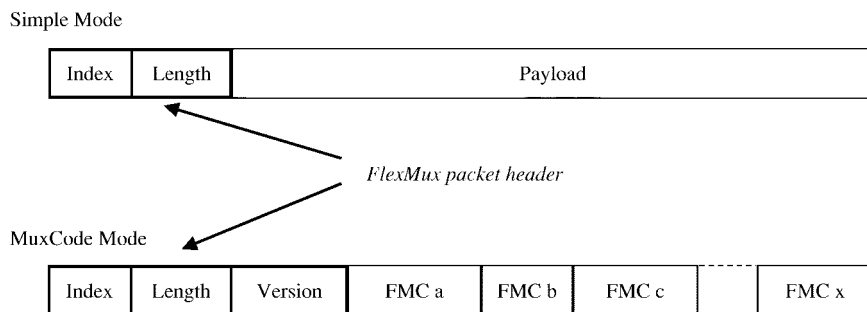 Simple Mode
Index Length Payload
FlexMux packet header
MuxCode Mode
Index Length Version FMC a FMC b FMC c FMC x